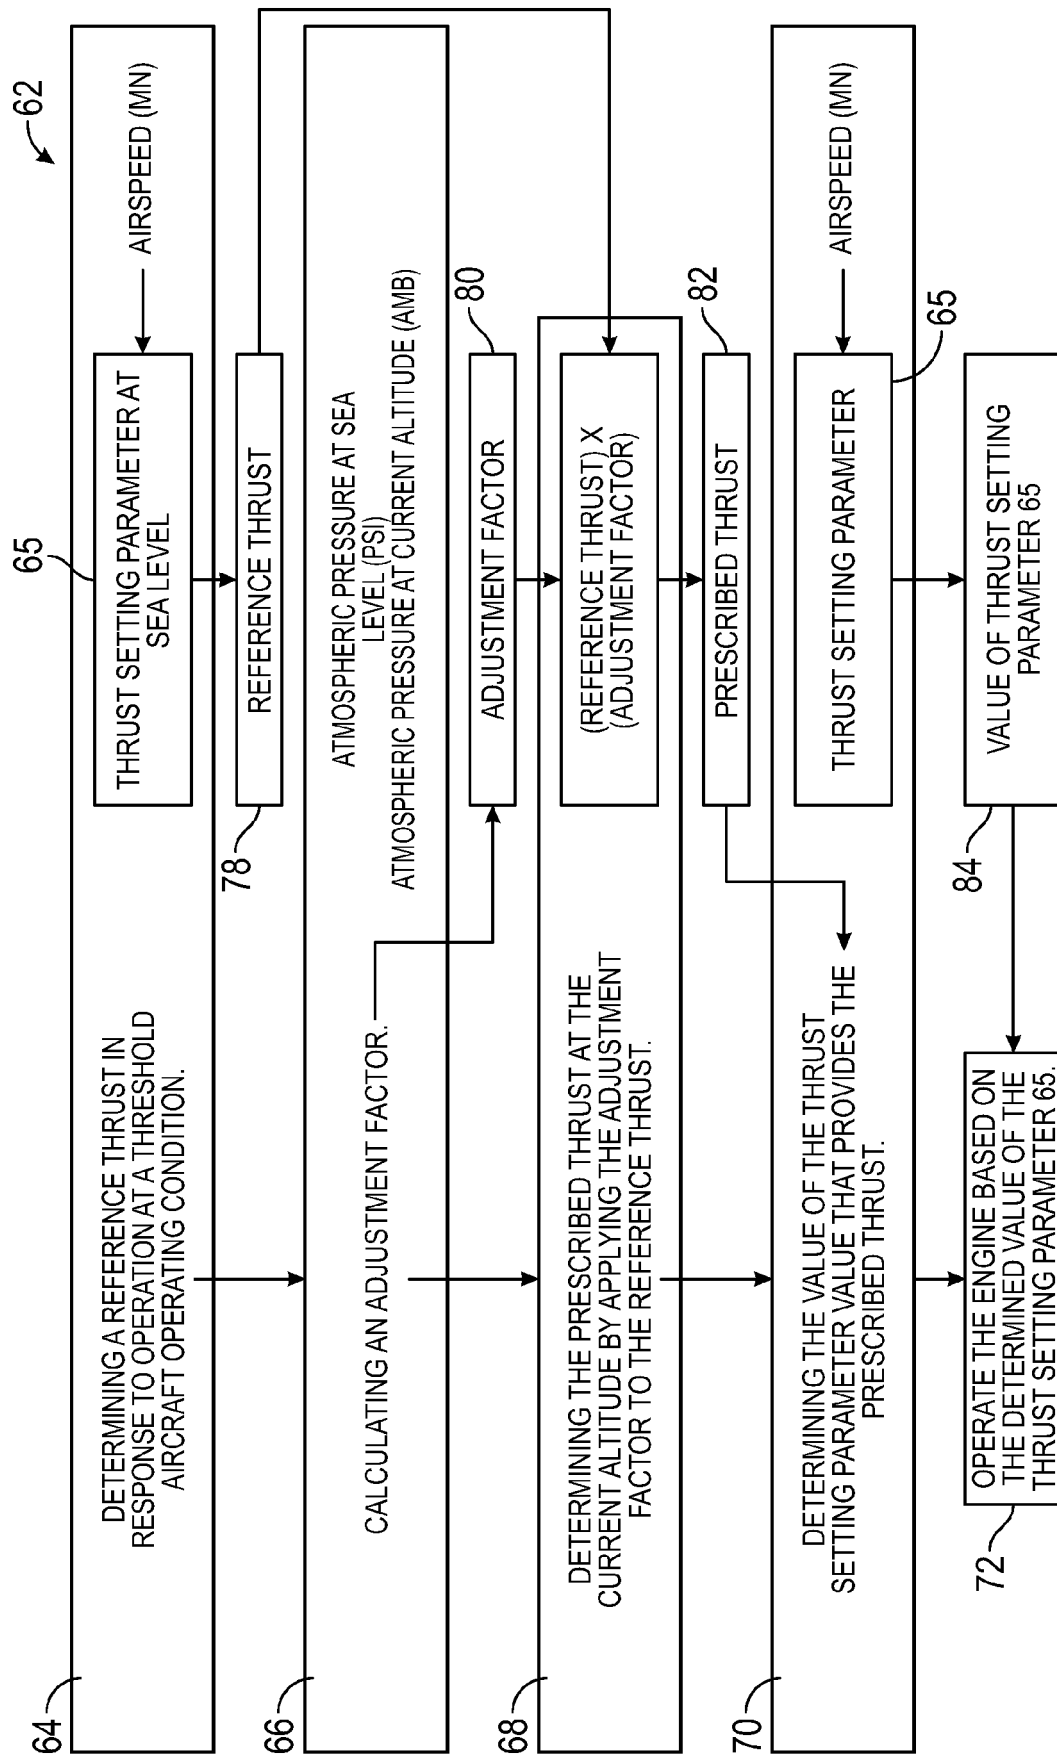 62
64
DETERMINING A REFERENCE THRUST IN
RESPONSE TO OPERATION AT A THRESHOLD
AIRCRAFT OPERATING CONDITION.
65
THRUST SETTING PARAMETER AT
SEA LEVEL
AIRSPEED (MN)
78
REFERENCE THRUST
66
CALCULATING AN ADJUSTMENT FACTOR.
ATMOSPHERIC PRESSURE AT SEA
LEVEL (PSI)
ATMOSPHERIC PRESSURE AT CURRENT ALTITUDE (AMB)
80
ADJUSTMENT FACTOR
68
DETERMINING THE PRESCRIBED THRUST AT THE
CURRENT ALTITUDE BY APPLYING THE ADJUSTMENT
FACTOR TO THE REFERENCE THRUST.
(REFERENCE THRUST) X
(ADJUSTMENT FACTOR)
82
PRESCRIBED THRUST
70
DETERMINING THE VALUE OF THE THRUST
SETTING PARAMETER VALUE THAT PROVIDES THE
PRESCRIBED THRUST.
THRUST SETTING PARAMETER
AIRSPEED (MN)
65
72
OPERATE THE ENGINE BASED ON
THE DETERMINED VALUE OF THE
THRUST SETTING PARAMETER 65.
84
VALUE OF THRUST SETTING
PARAMETER 65